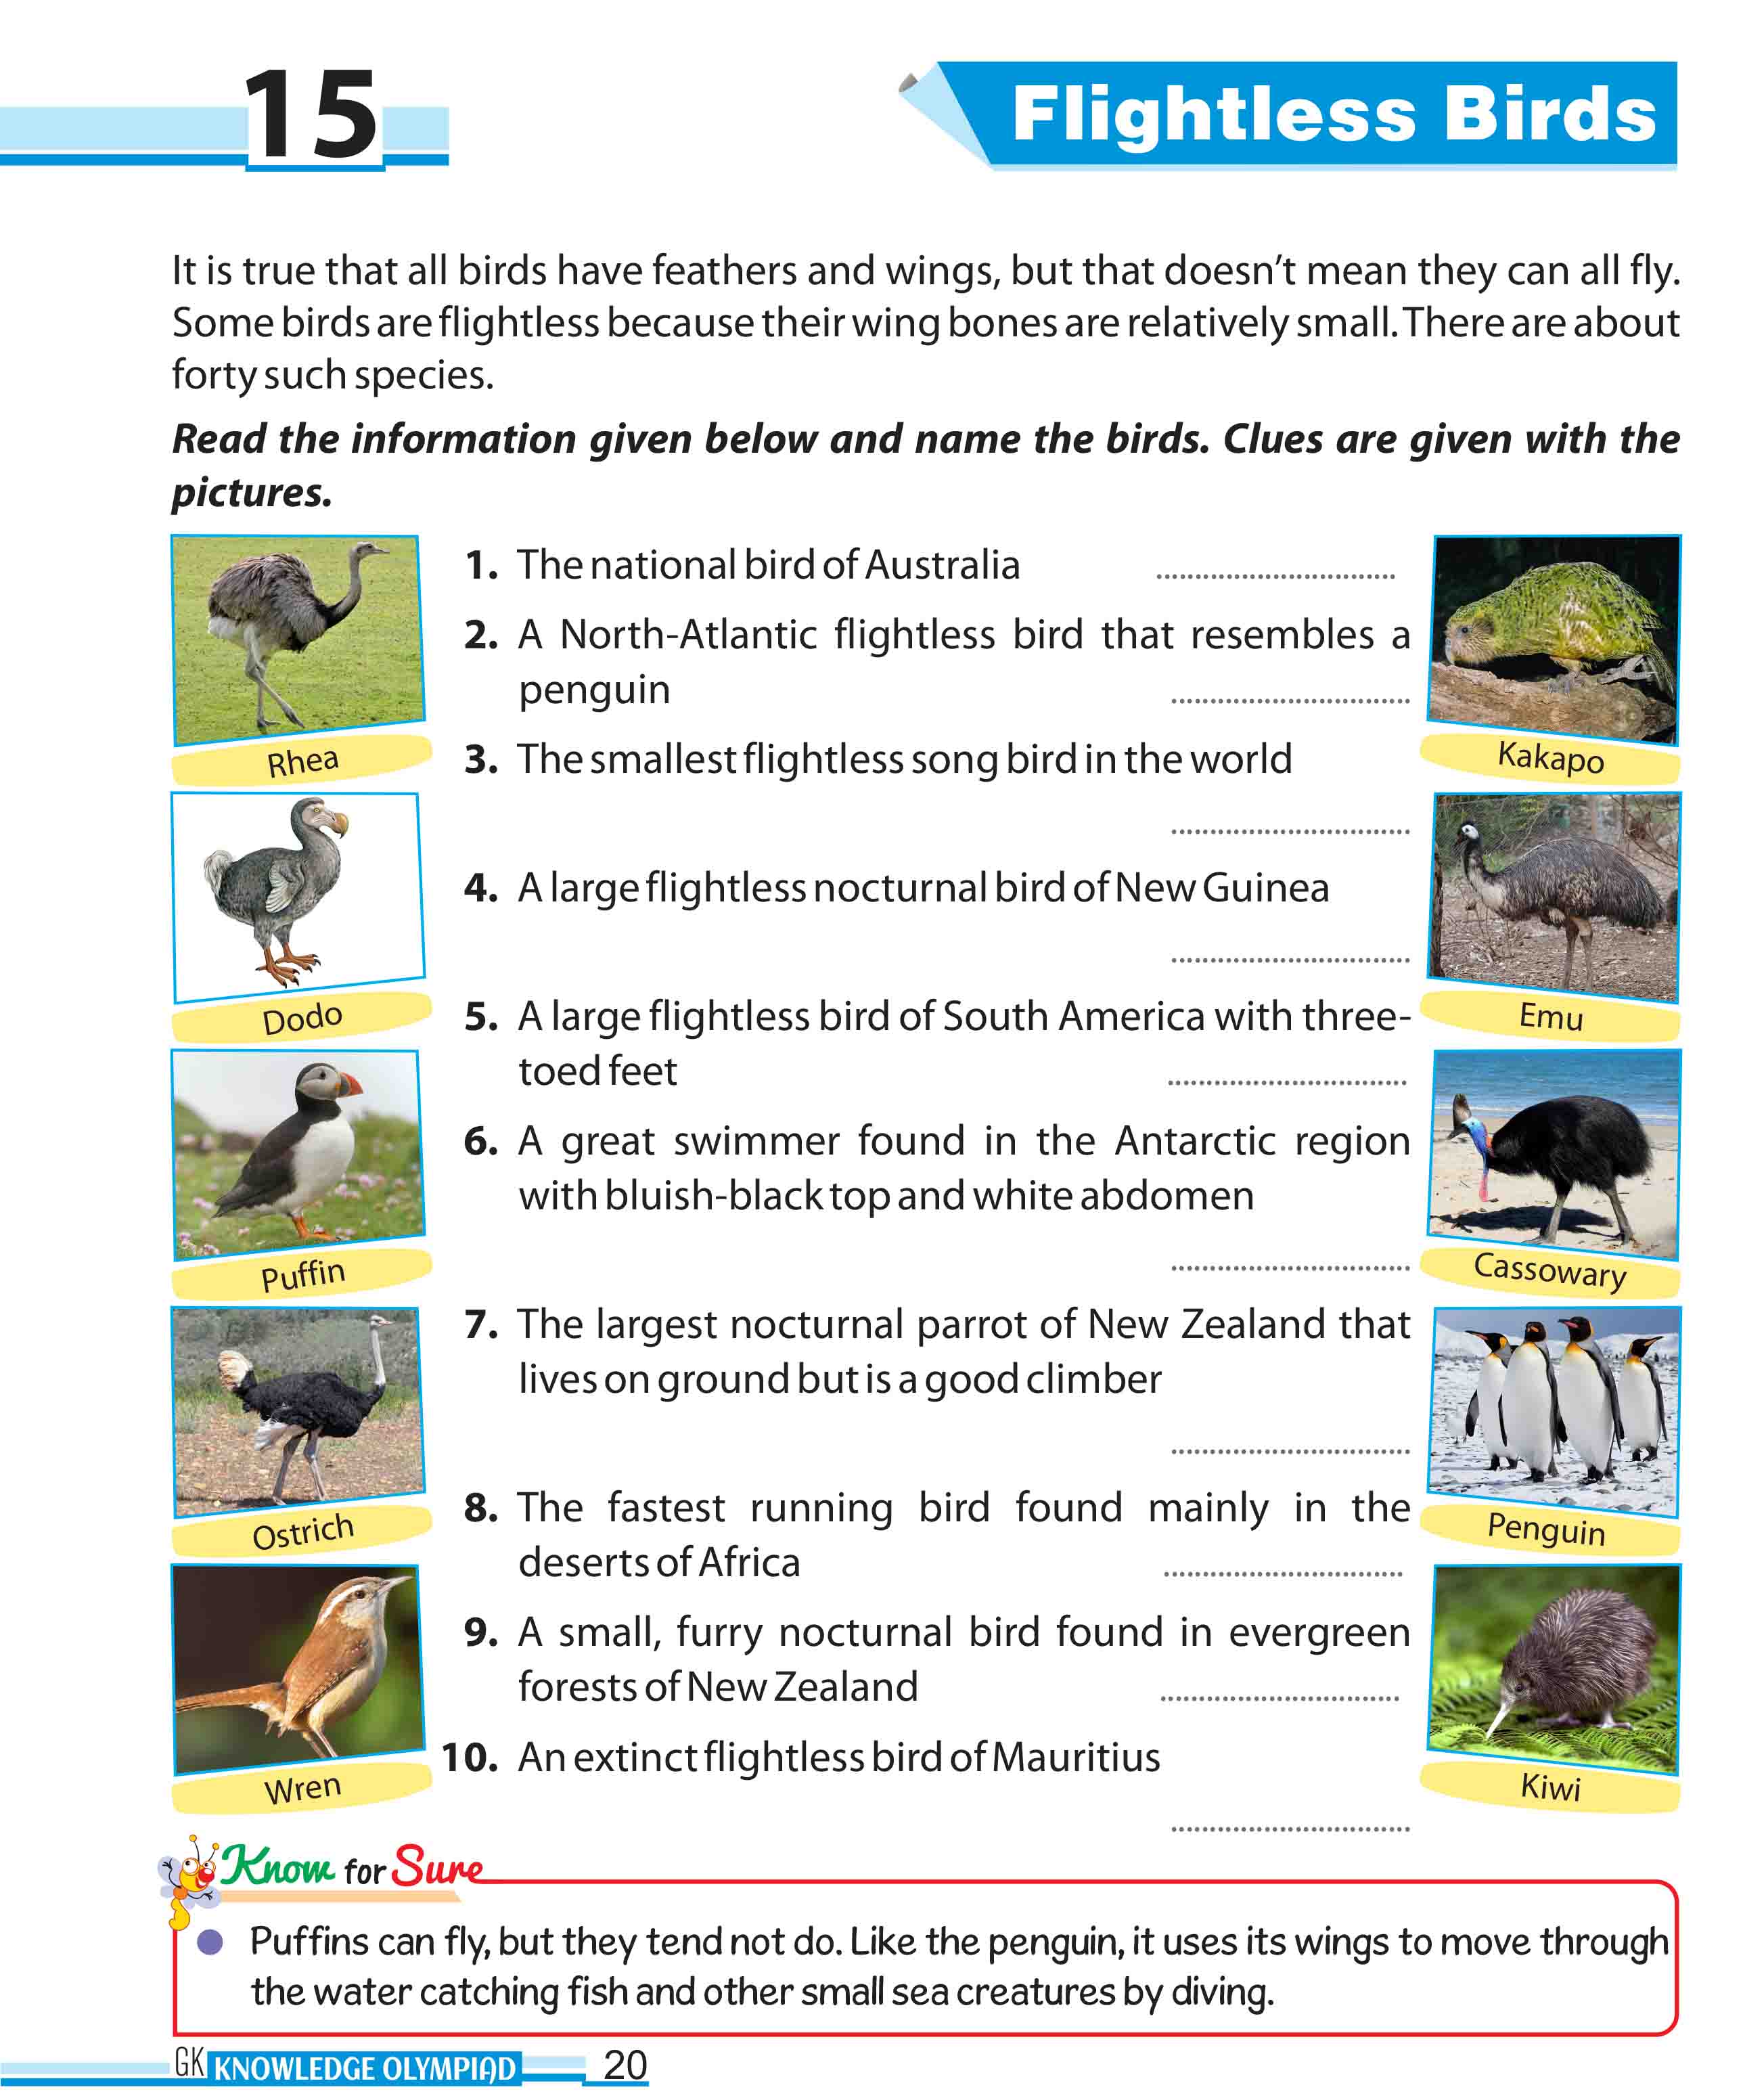 15
Flightless Birds
It is true that all birds have feathers and wings, but that doesn't mean they can all fly.
Some birds are flightless because their wing bones are relatively small. There are about
forty such species.
Read the information given below and name the birds. Clues are given with the
pictures.
Rhea
Dodo
Puffin
Ostrich
Wren
1. The national bird of Australia ..............................
2. A North-Atlantic flightless bird that resembles a
penguin ..............................
3. The smallest flightless song bird in the world
..............................
4. A large flightless nocturnal bird of New Guinea
..............................
5. A large flightless bird of South America with three-
toed feet ..............................
6. A great swimmer found in the Antarctic region
with bluish-black top and white abdomen
..............................
7. The largest nocturnal parrot of New Zealand that
lives on ground but is a good climber
..............................
8. The fastest running bird found mainly in the
deserts of Africa ..............................
9. A small, furry nocturnal bird found in evergreen
forests of New Zealand ..............................
10. An extinct flightless bird of Mauritius
..............................
Kakapo
Emu
Cassowary
Penguin
Kiwi
Know for Sure
● Puffins can fly, but they tend not do. Like the penguin, it uses its wings to move through
the water catching fish and other small sea creatures by diving.
GK KNOWLEDGE OLYMPIAD 20